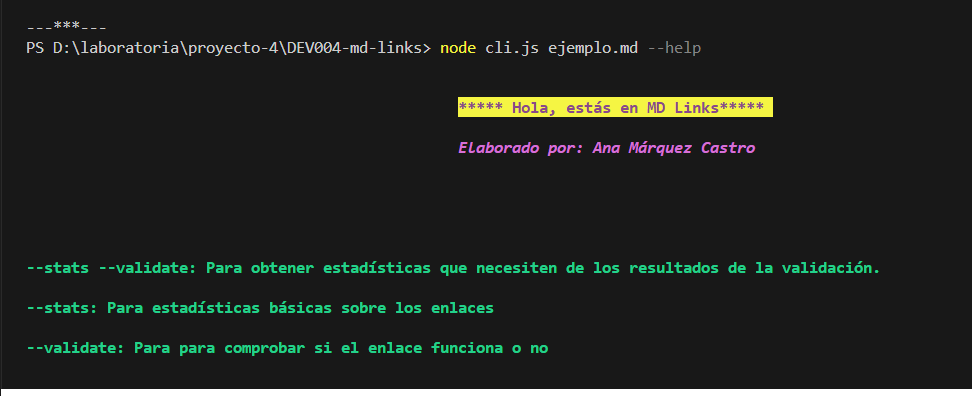 ---***---
PS D:\laboratoria\proyecto-4\DEV004-md-links> node cli.js ejemplo.md --help
***** Hola, estás en MD Links*****
Elaborado por: Ana Márquez Castro
--stats --validate: Para obtener estadísticas que necesiten de los resultados de la validación.
--stats: Para estadísticas básicas sobre los enlaces
--validate: Para para comprobar si el enlace funciona o no